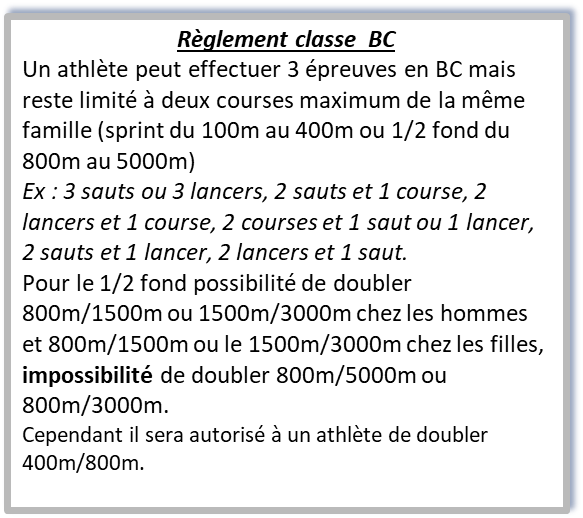 Règlement classe  BC
Un athlète peut effectuer 3 épreuves en BC mais
reste limité à deux courses maximum de la même
famille (sprint du 100m au 400m ou 1/2 fond du
800m au 5000m)
Ex : 3 sauts ou 3 lancers, 2 sauts et 1 course, 2
lancers et 1 course, 2 courses et 1 saut ou 1 lancer,
2 sauts et 1 lancer, 2 lancers et 1 saut.
Pour le 1/2 fond possibilité de doubler
800m/1500m ou 1500m/3000m chez les hommes
et 800m/1500m ou le 1500m/3000m chez les filles,
impossibilité de doubler 800m/5000m ou
800m/3000m.
Cependant il sera autorisé à un athlète de doubler
400m/800m.